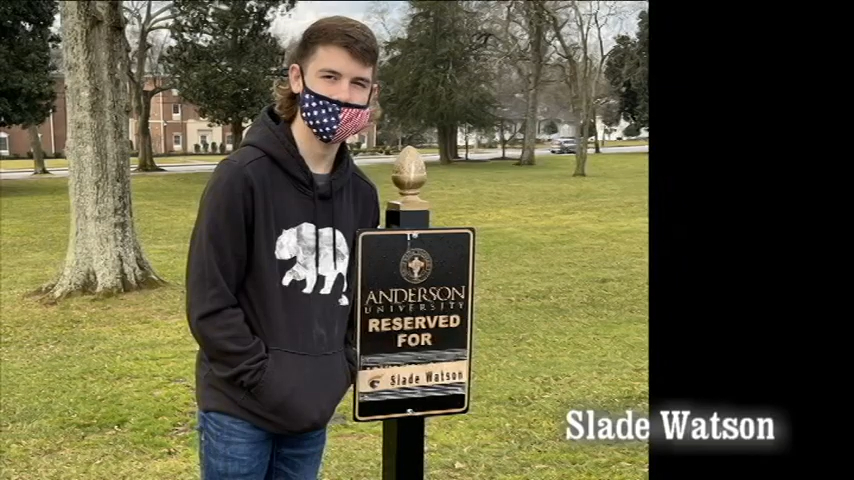 ANDERSON
UNIVERSITY
RESERVED
FOR
Slade Watson
Slade Watson